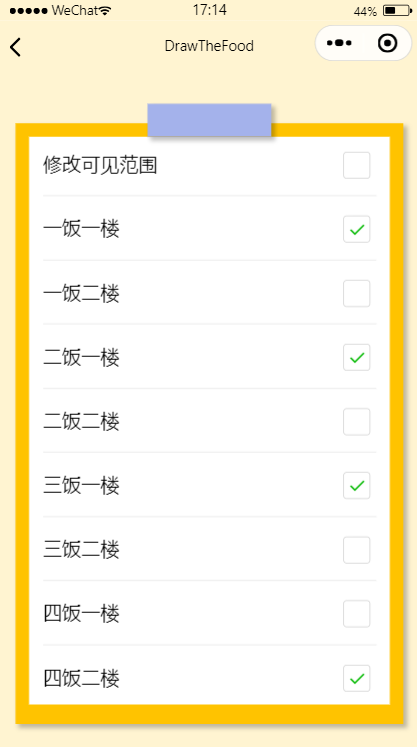 ●●●●● WeChat 17:14 44%
DrawTheFood
修改可见范围
一饭一楼
一饭二楼
二饭一楼
二饭二楼
三饭一楼
三饭二楼
四饭一楼
四饭二楼